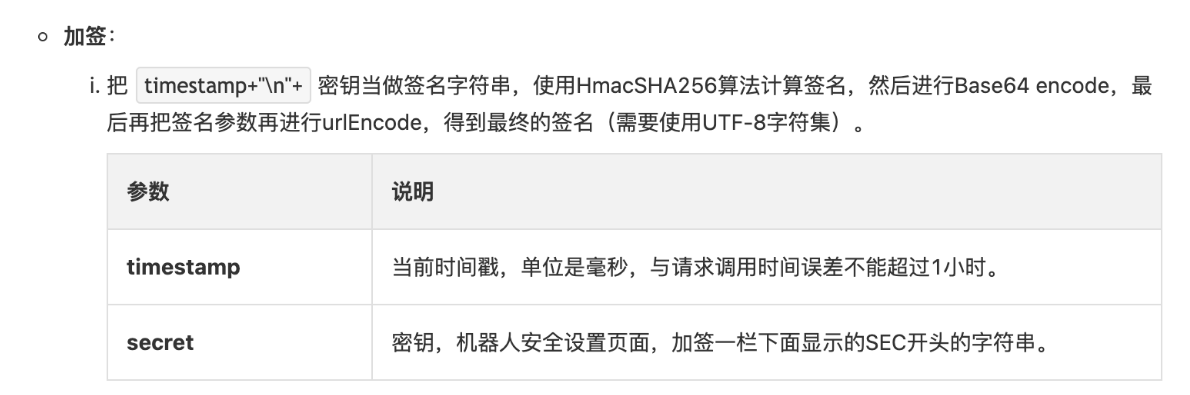 加签：
i. 把 timestamp+"\n"+ 密钥当做签名字符串，使用HmacSHA256算法计算签名，然后进行Base64 encode，最
后再把签名参数再进行urlEncode，得到最终的签名（需要使用UTF-8字符集）。
参数 说明
timestamp 当前时间戳，单位是毫秒，与请求调用时间误差不能超过1小时。
secret 密钥，机器人安全设置页面，加签一栏下面显示的SEC开头的字符串。